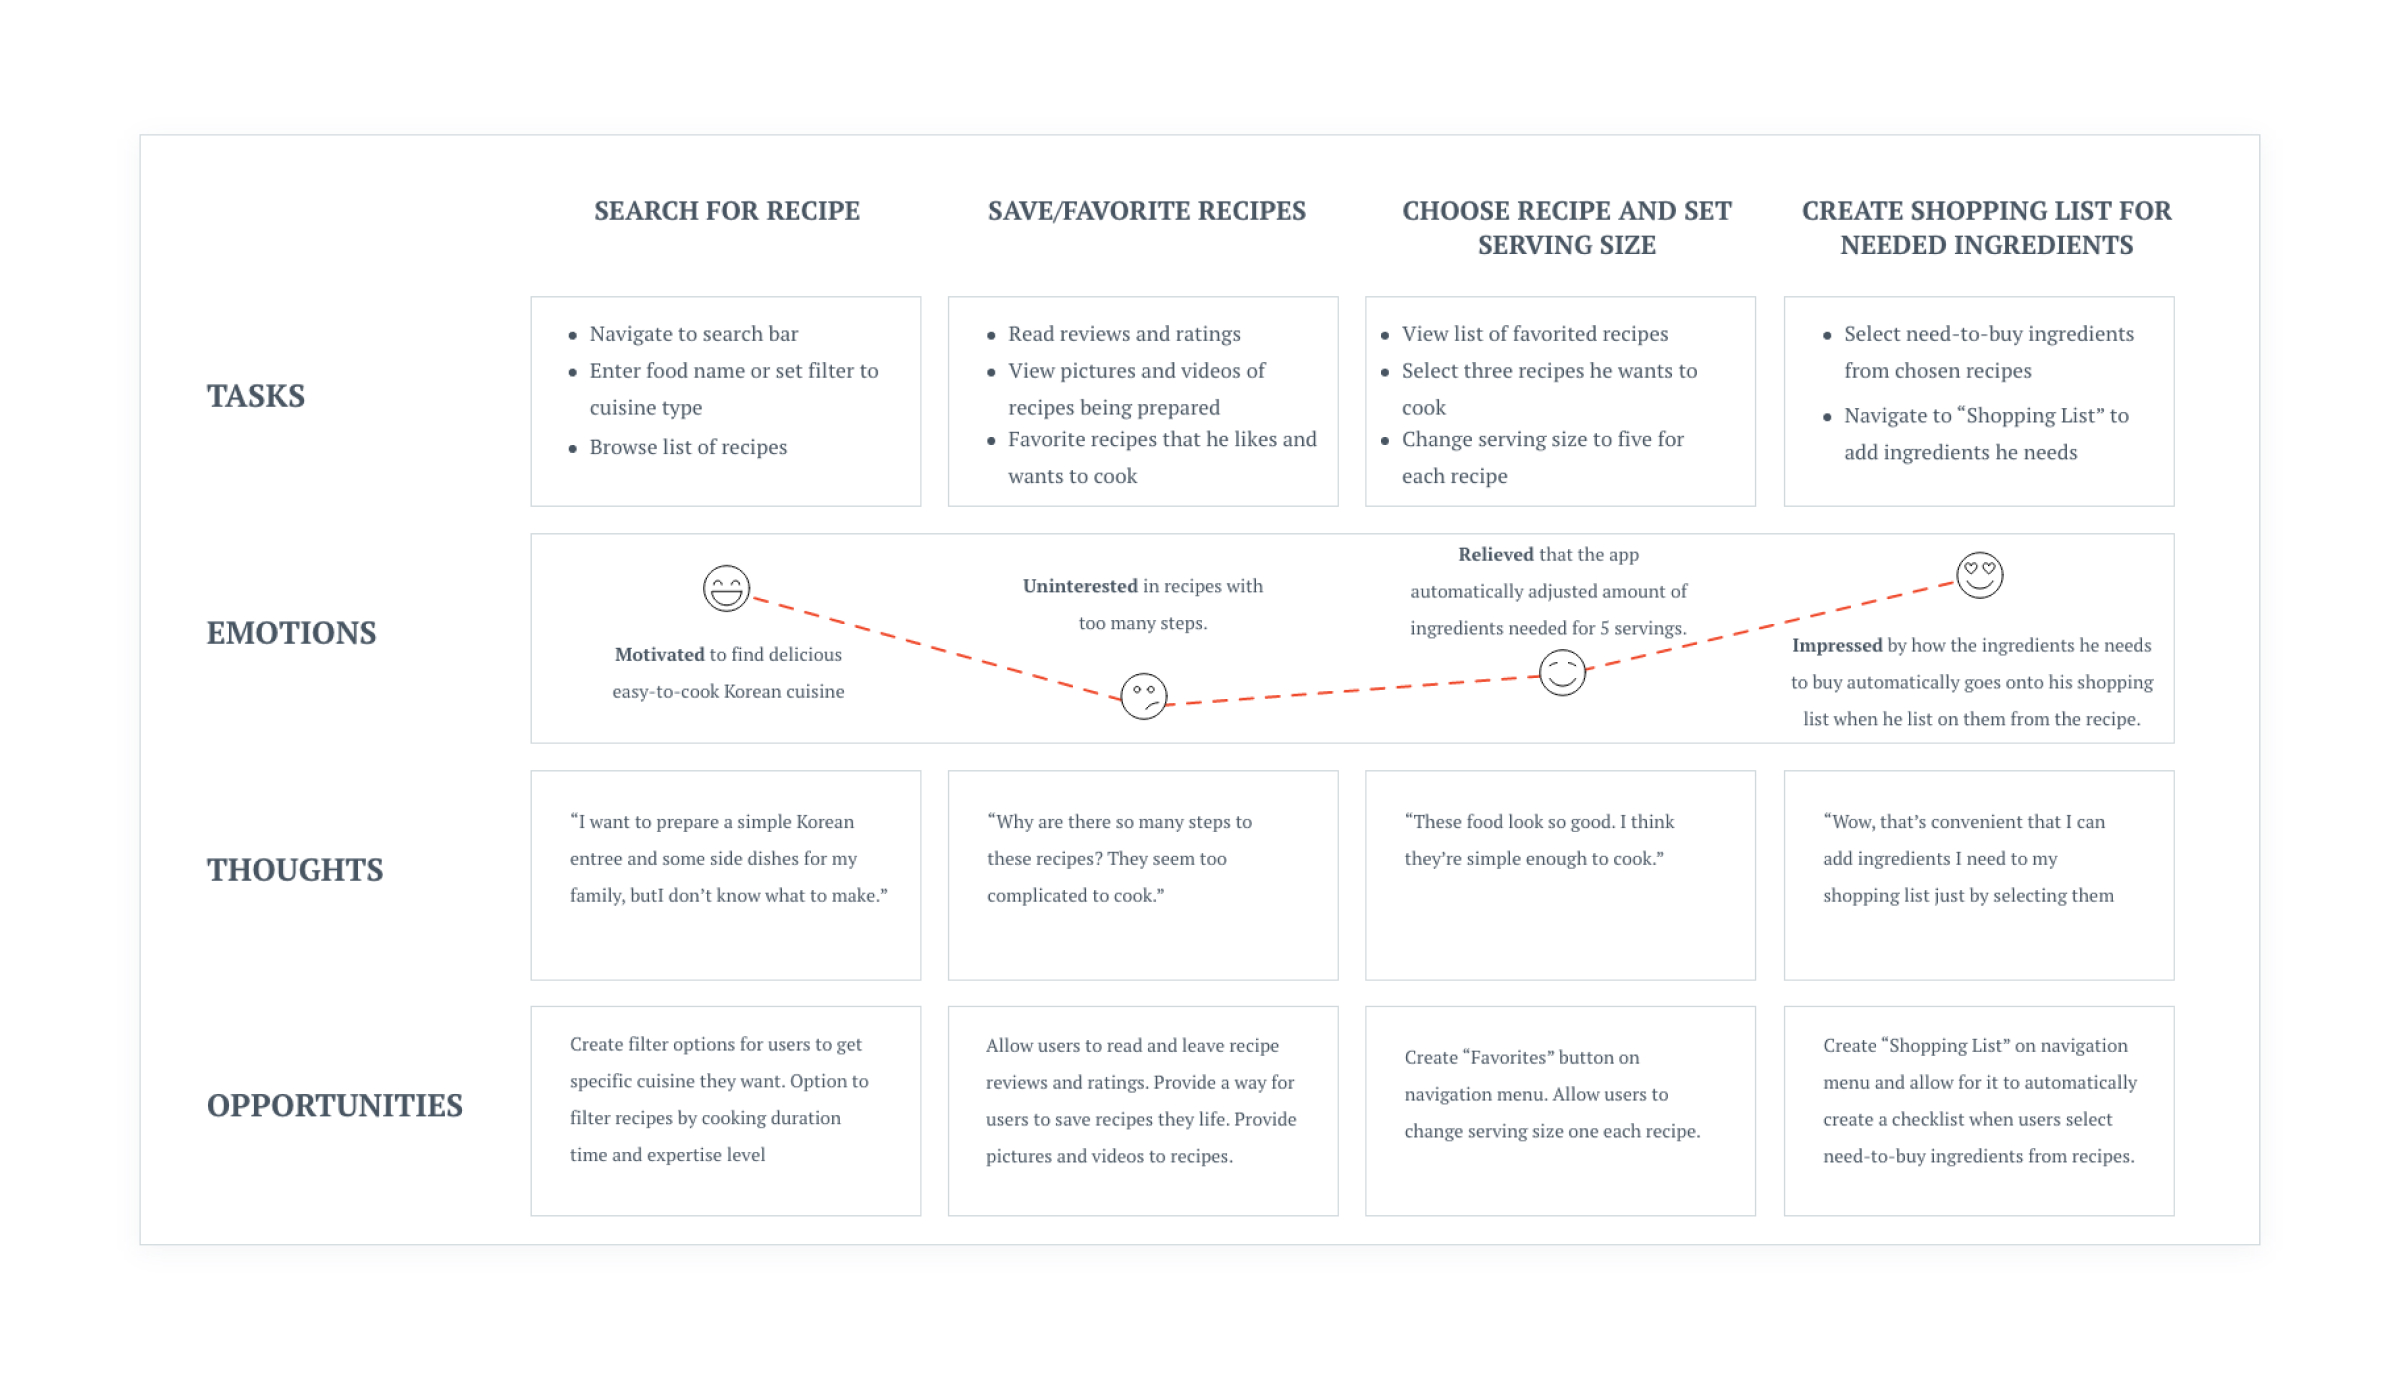 SEARCH FOR RECIPE
SAVE/FAVORITE RECIPES
CHOOSE RECIPE AND SET
SERVING SIZE
CREATE SHOPPING LIST FOR
NEEDED INGREDIENTS
TASKS
• Navigate to search bar
• Enter food name or set filter to
cuisine type
• Browse list of recipes
• Read reviews and ratings
• View pictures and videos of
recipes being prepared
• Favorite recipes that he likes and
wants to cook
• View list of favorited recipes
• Select three recipes he wants to
cook
• Change serving size to five for
each recipe
• Select need-to-buy ingredients
from chosen recipes
• Navigate to “Shopping List” to
add ingredients he needs
EMOTIONS
Motivated to find delicious
easy-to-cook Korean cuisine
Uninterested in recipes with
too many steps.
Relieved that the app
automatically adjusted amount of
ingredients needed for 5 servings.
Impressed by how the ingredients he needs
to buy automatically goes onto his shopping
list when he list on them from the recipe.
THOUGHTS
“I want to prepare a simple Korean
entree and some side dishes for my
family, butI don’t know what to make.”
“Why are there so many steps to
these recipes? They seem too
complicated to cook.”
“These food look so good. I think
they’re simple enough to cook.”
“Wow, that’s convenient that I can
add ingredients I need to my
shopping list just by selecting them
OPPORTUNITIES
Create filter options for users to get
specific cuisine they want. Option to
filter recipes by cooking duration
time and expertise level
Allow users to read and leave recipe
reviews and ratings. Provide a way for
users to save recipes they life. Provide
pictures and videos to recipes.
Create “Favorites” button on
navigation menu. Allow users to
change serving size one each recipe.
Create “Shopping List” on navigation
menu and allow for it to automatically
create a checklist when users select
need-to-buy ingredients from recipes.